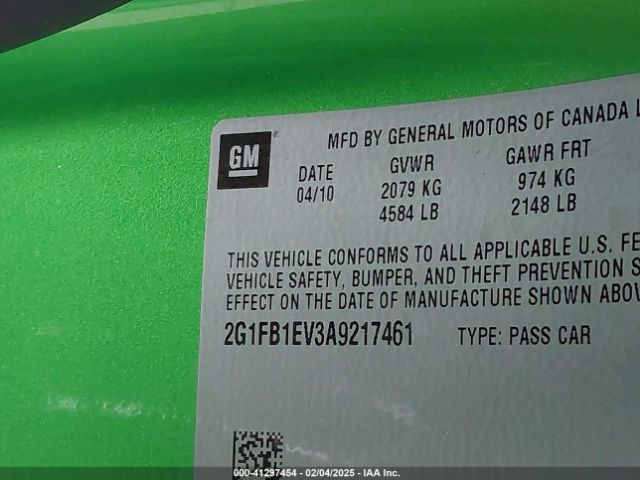 MFD BY GENERAL MOTORS OF CANADA L
GM
DATE GVWR GAWR FRT
04/10 2079 KG 974 KG
4584 LB 2148 LB
THIS VEHICLE CONFORMS TO ALL APPLICABLE U.S. FE
VEHICLE SAFETY, BUMPER, AND THEFT PREVENTION S
EFFECT ON THE DATE OF MANUFACTURE SHOWN ABOV
2G1FB1EV3A9217461 TYPE: PASS CAR
000-41297454 - 02/04/2025 - IAA Inc.